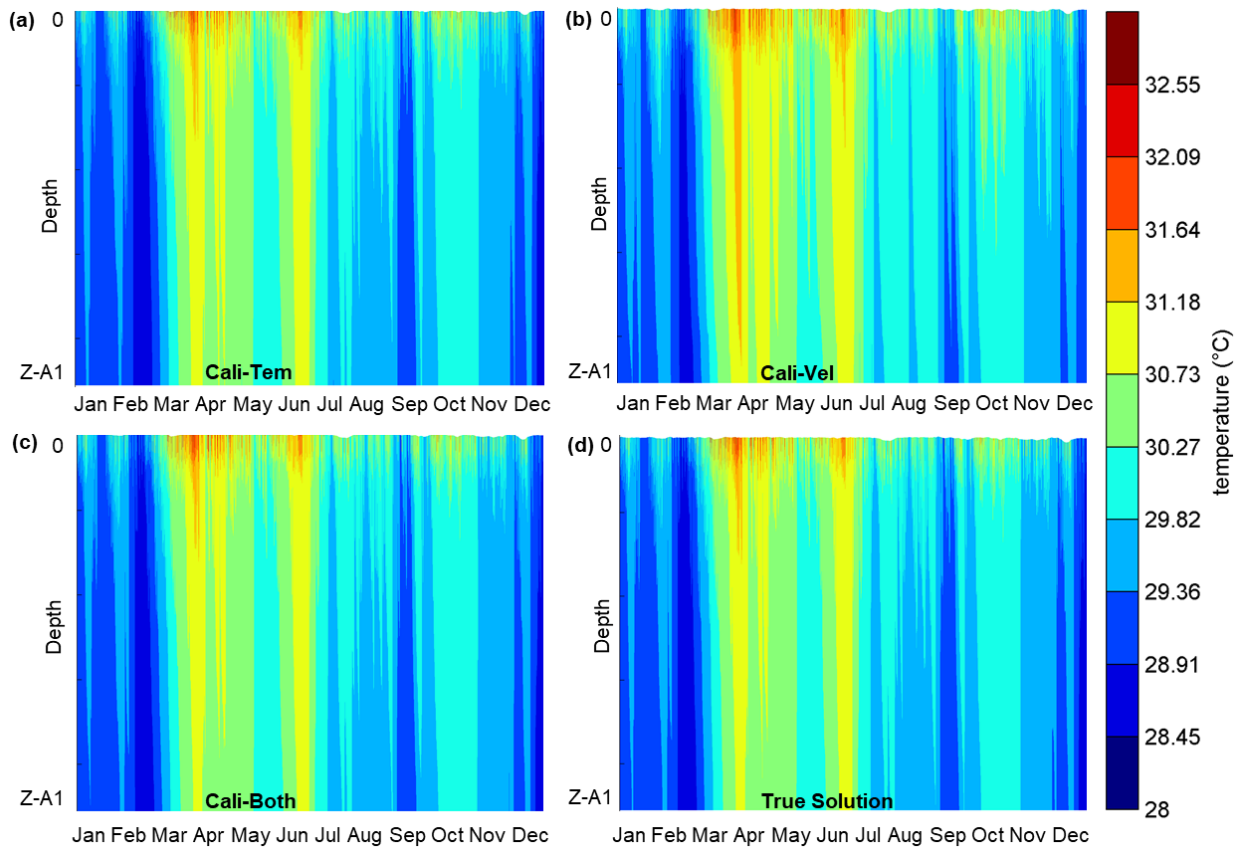 (a)
0
Depth
Z-A1
Cali-Tem
Jan Feb Mar Apr May Jun Jul Aug Sep Oct Nov Dec
(b)
0
Depth
Z-A1
Cali-Vel
Jan Feb Mar Apr May Jun Jul Aug Sep Oct Nov Dec
(c)
0
Depth
Z-A1
Cali-Both
Jan Feb Mar Apr May Jun Jul Aug Sep Oct Nov Dec
(d)
0
Depth
Z-A1
True Solution
Jan Feb Mar Apr May Jun Jul Aug Sep Oct Nov Dec
32.55
32.09
31.64
31.18
30.73
30.27
29.82
29.36
28.91
28.45
28
temperature (°C)